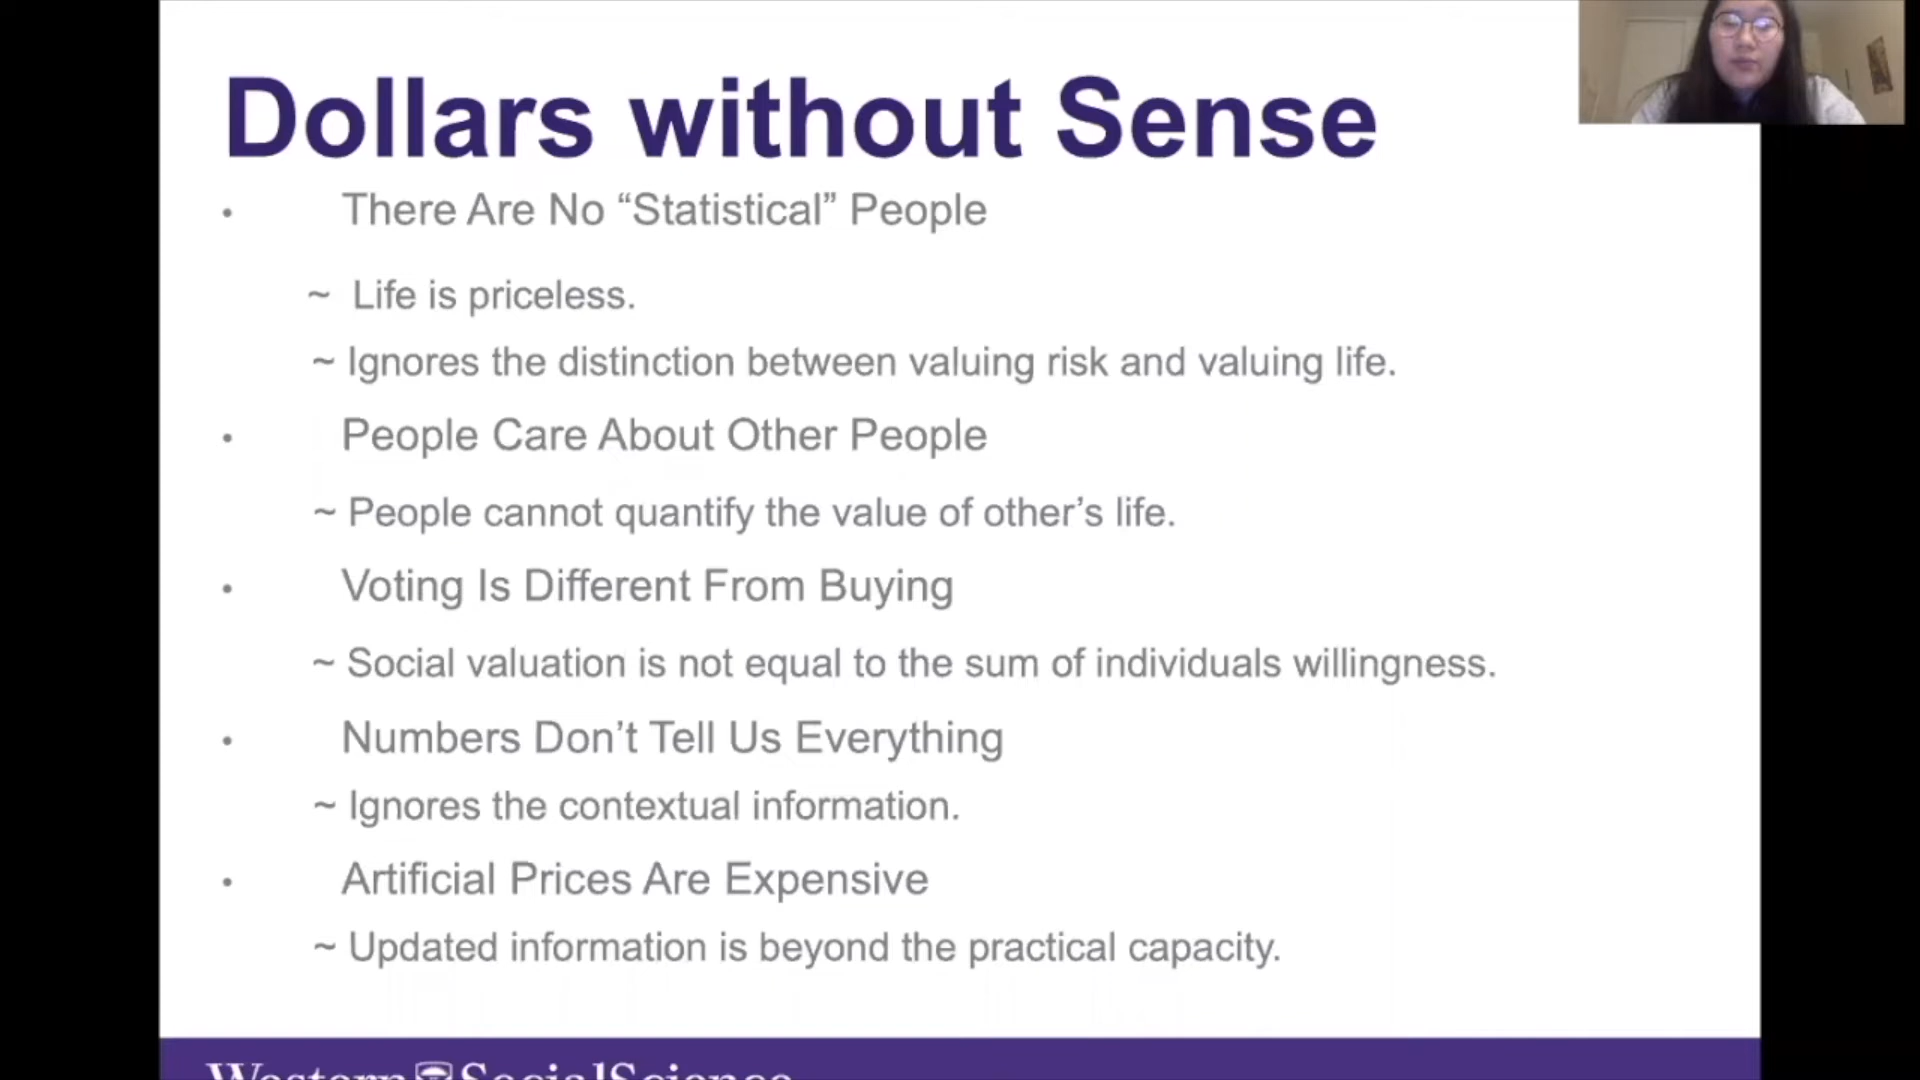 Dollars without Sense
• There Are No “Statistical” People
~ Life is priceless.
~ Ignores the distinction between valuing risk and valuing life.
• People Care About Other People
~ People cannot quantify the value of other’s life.
• Voting Is Different From Buying
~ Social valuation is not equal to the sum of individuals willingness.
• Numbers Don’t Tell Us Everything
~ Ignores the contextual information.
• Artificial Prices Are Expensive
~ Updated information is beyond the practical capacity.
Western SocialScience